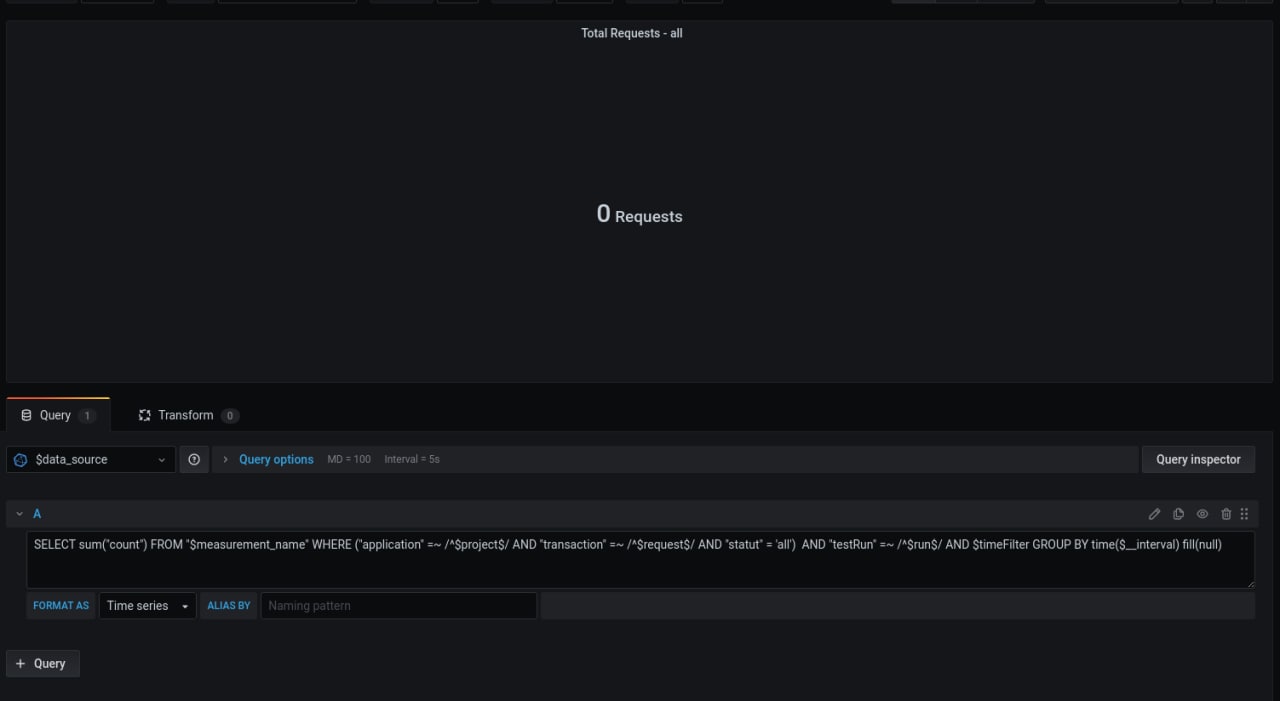 Total Requests - all
0 Requests
Query 1 Transform 0
$data_source Query options MD = 100 Interval = 5s Query inspector
A
SELECT sum("count") FROM "$measurement_name" WHERE ("application" =~ /^$project$/ AND "transaction" =~ /^$request$/ AND "statut" = 'all')  AND "testRun" =~ /^$run$/ AND $timeFilter GROUP BY time($__interval) fill(null)
FORMAT AS Time series ALIAS BY Naming pattern
+ Query